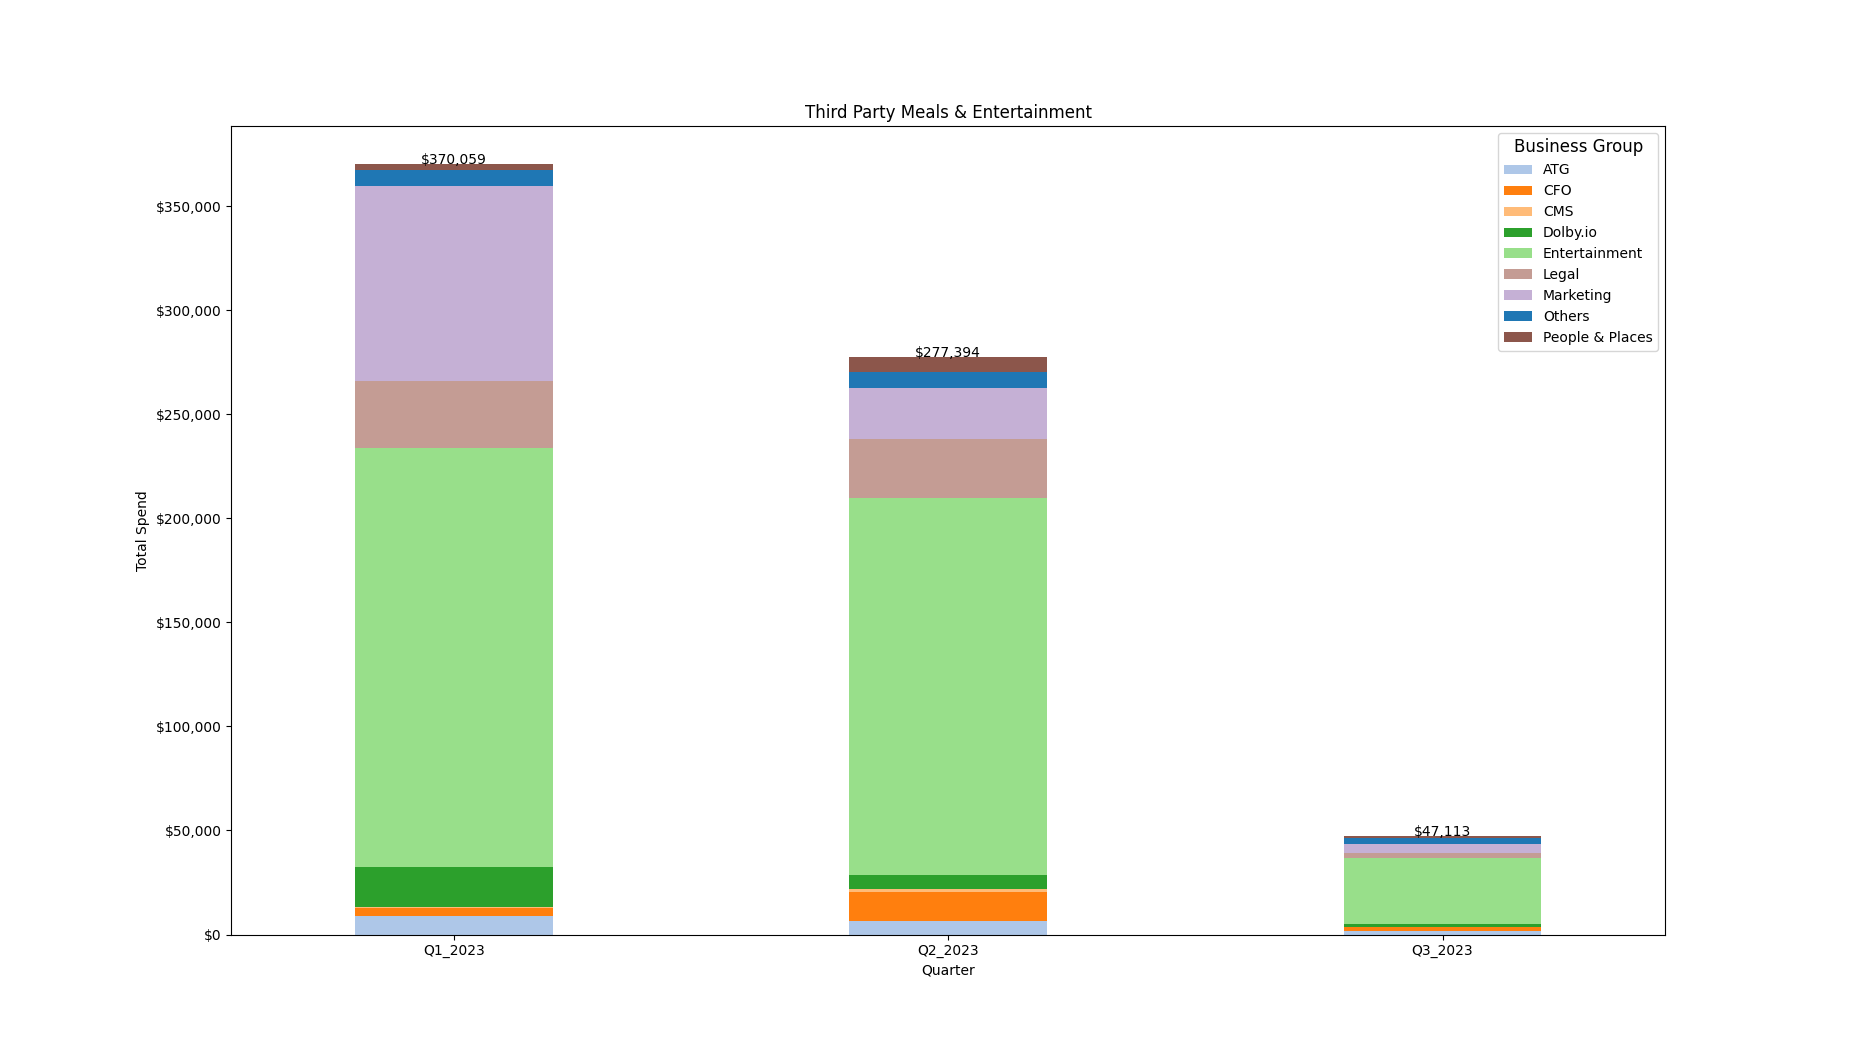 Third Party Meals & Entertainment
$370,059
$277,394
$47,113
Business Group
ATG
CFO
CMS
Dolby.io
Entertainment
Legal
Marketing
Others
People & Places
Total Spend
$350,000
$300,000
$250,000
$200,000
$150,000
$100,000
$50,000
$0
Q1_2023
Q2_2023
Q3_2023
Quarter